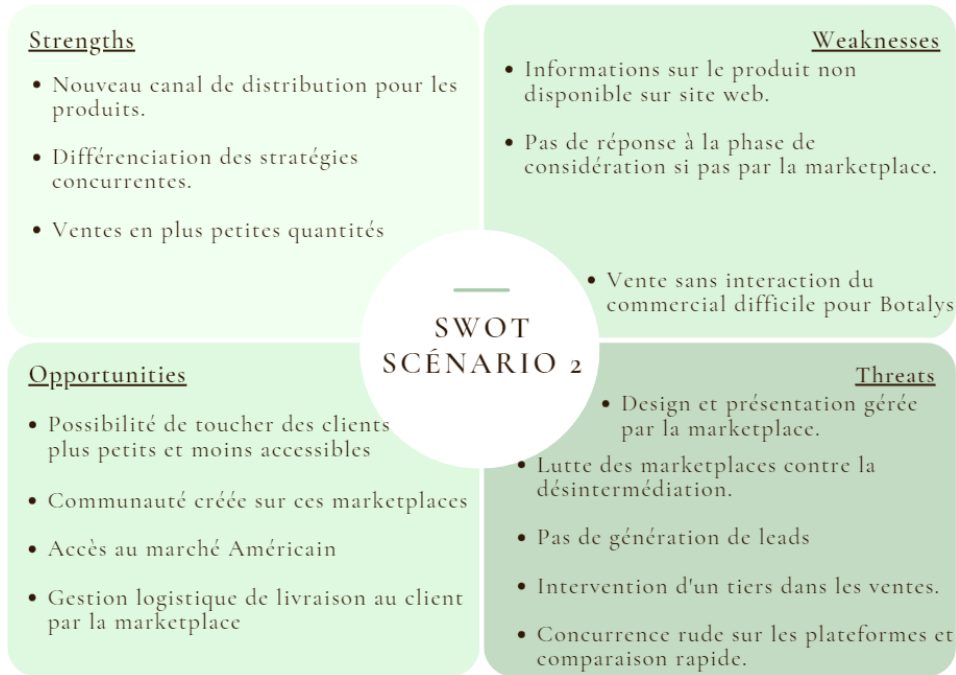 Strengths
• Nouveau canal de distribution pour les
produits.
• Différenciation des stratégies
concurrentes.
• Ventes en plus petites quantités
Weaknesses
• Informations sur le produit non
disponible sur site web.
• Pas de réponse à la phase de
considération si pas par la marketplace.
• Vente sans interaction du
commercial difficile pour Botalys
SWOT
SCÉNARIO 2
Opportunities
• Possibilité de toucher des clients
plus petits et moins accessibles
• Communauté créée sur ces marketplaces
• Accès au marché Américain
• Gestion logistique de livraison au client
par la marketplace
Threats
• Design et présentation gérée
par la marketplace.
• Lutte des marketplaces contre la
désintermédiation.
• Pas de génération de leads
• Intervention d'un tiers dans les ventes.
• Concurrence rude sur les plateformes et
comparaison rapide.